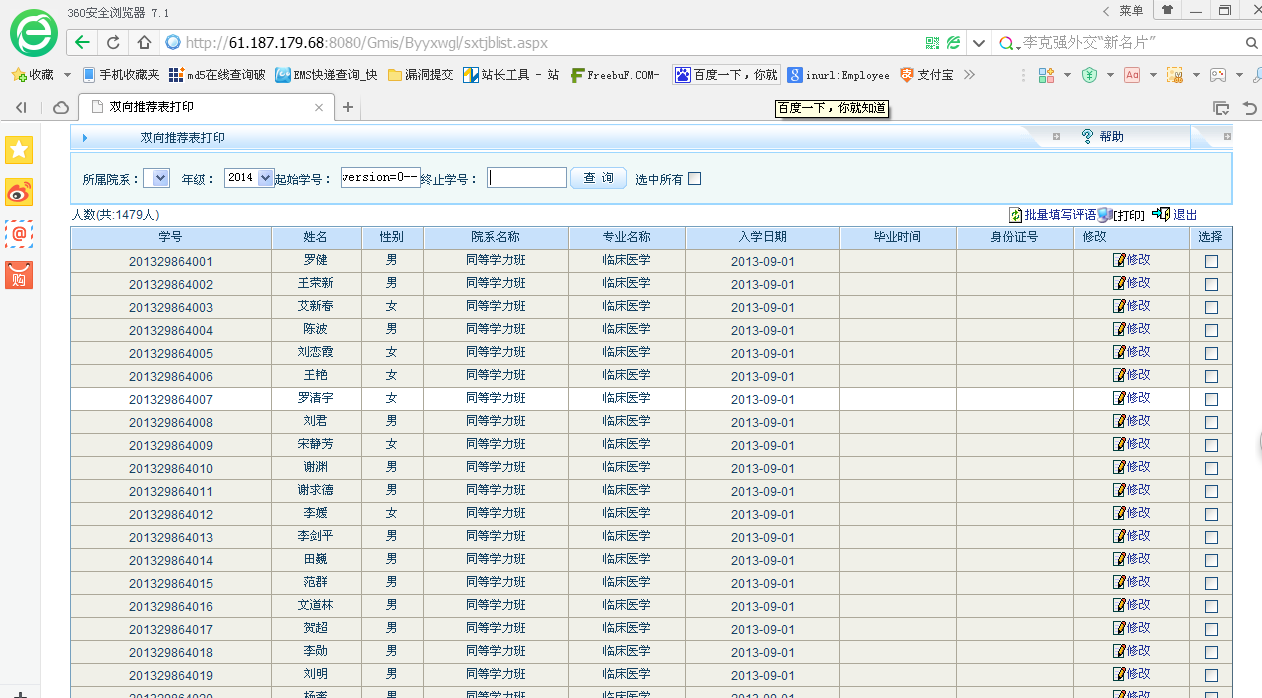 360安全浏览器 7.1
菜单
http://61.187.179.68:8080/Gmis/Byyxwgl/sxtjblist.aspx
李克强外交“新名片”
收藏 手机收藏夹 md5在线查询破 EMS快递查询_快 漏洞提交 站长工具 - 站 FreebuF.COM- 百度一下，你就 inurl:Employee 支付宝
双向推荐表打印
百度一下，你就知道
双向推荐表打印 帮助
所属院系： 年级： 2014 起始学号： version=0-- 终止学号： 查 询 选中所有
人数(共:1479人) 批量填写评语 [打印] 退出
学号 姓名 性别 院系名称 专业名称 入学日期 毕业时间 身份证号 修改 选择
201329864001 罗健 男 同等学力班 临床医学 2013-09-01 修改
201329864002 王荣新 男 同等学力班 临床医学 2013-09-01 修改
201329864003 艾新春 女 同等学力班 临床医学 2013-09-01 修改
201329864004 陈波 男 同等学力班 临床医学 2013-09-01 修改
201329864005 刘恋霞 女 同等学力班 临床医学 2013-09-01 修改
201329864006 王艳 女 同等学力班 临床医学 2013-09-01 修改
201329864007 罗清宇 女 同等学力班 临床医学 2013-09-01 修改
201329864008 刘君 男 同等学力班 临床医学 2013-09-01 修改
201329864009 宋静芳 女 同等学力班 临床医学 2013-09-01 修改
201329864010 谢渊 男 同等学力班 临床医学 2013-09-01 修改
201329864011 谢求德 男 同等学力班 临床医学 2013-09-01 修改
201329864012 李媛 女 同等学力班 临床医学 2013-09-01 修改
201329864013 李剑平 男 同等学力班 临床医学 2013-09-01 修改
201329864014 田巍 男 同等学力班 临床医学 2013-09-01 修改
201329864015 范群 男 同等学力班 临床医学 2013-09-01 修改
201329864016 文道林 男 同等学力班 临床医学 2013-09-01 修改
201329864017 贺超 男 同等学力班 临床医学 2013-09-01 修改
201329864018 李勋 男 同等学力班 临床医学 2013-09-01 修改
201329864019 刘明 男 同等学力班 临床医学 2013-09-01 修改
201329864020 男 同等学力班 临床医学 2013-09-01 修改